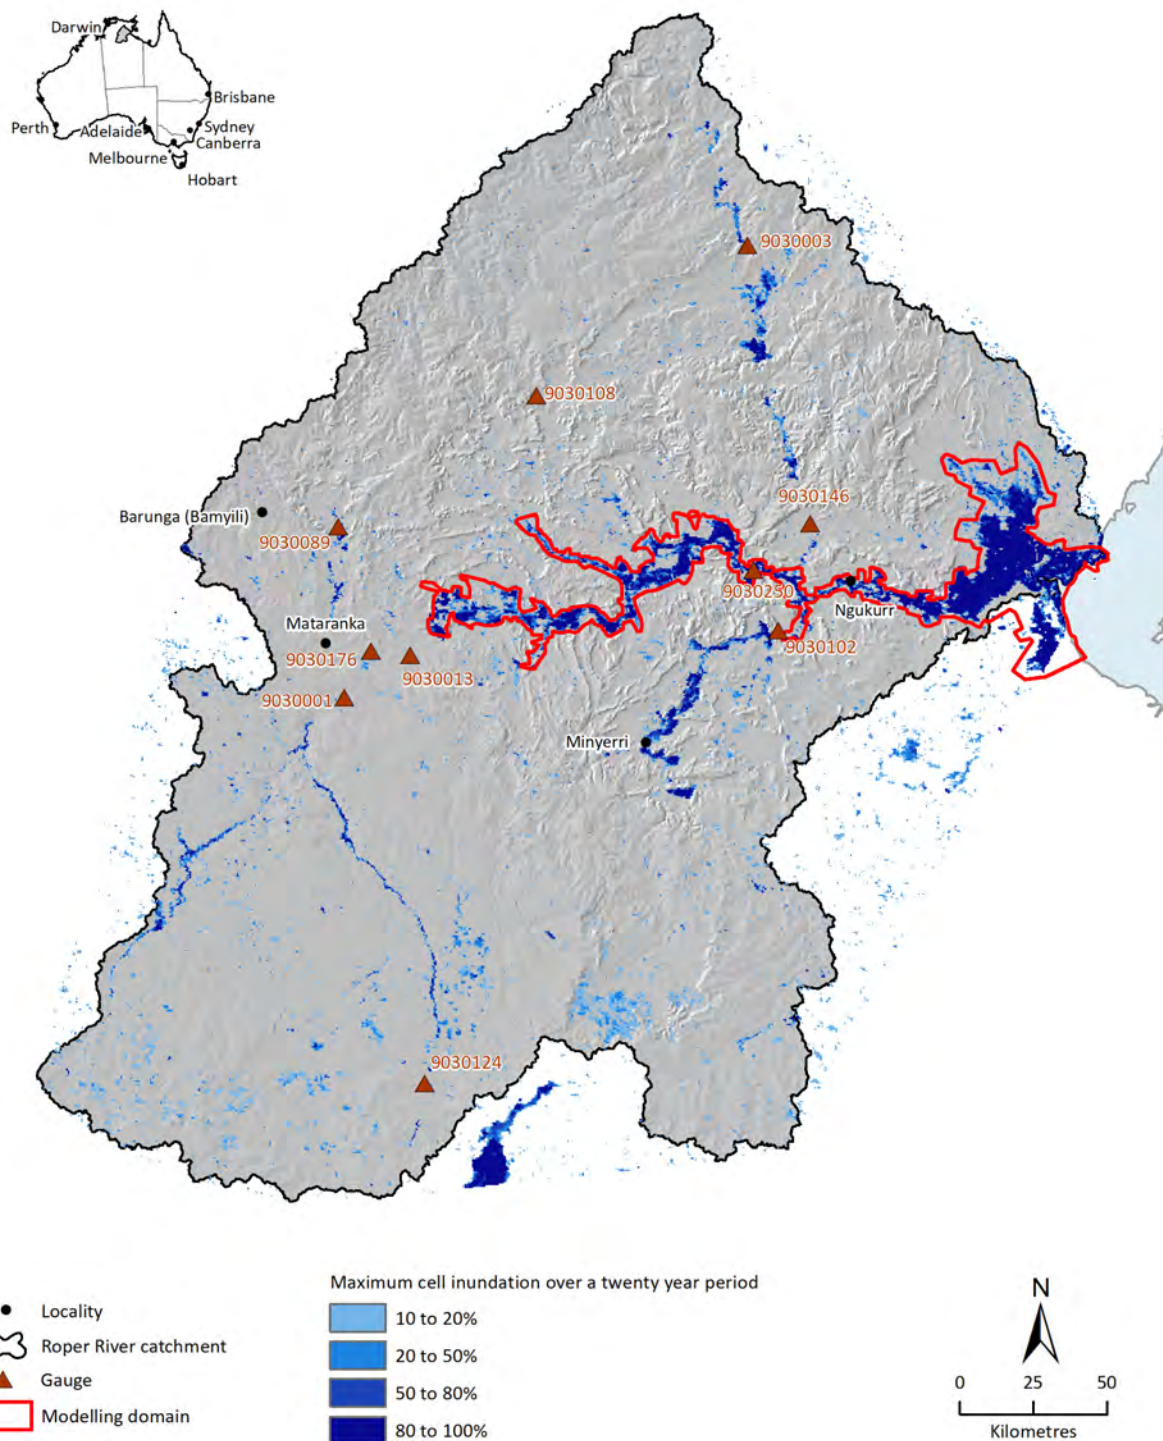 Darwin
Brisbane
Perth
Adelaide
Sydney
Canberra
Melbourne
Hobart
9030003
9030108
9030146
Barunga (Bamyili)
9030089
9030250
Ngukurr
Mataranka
9030176
9030102
9030013
9030001
Minyerri
9030124
Maximum cell inundation over a twenty year period
Locality
10 to 20%
Roper River catchment
20 to 50%
Gauge
50 to 80%
Modelling domain
80 to 100%
N
0 25 50
Kilometres